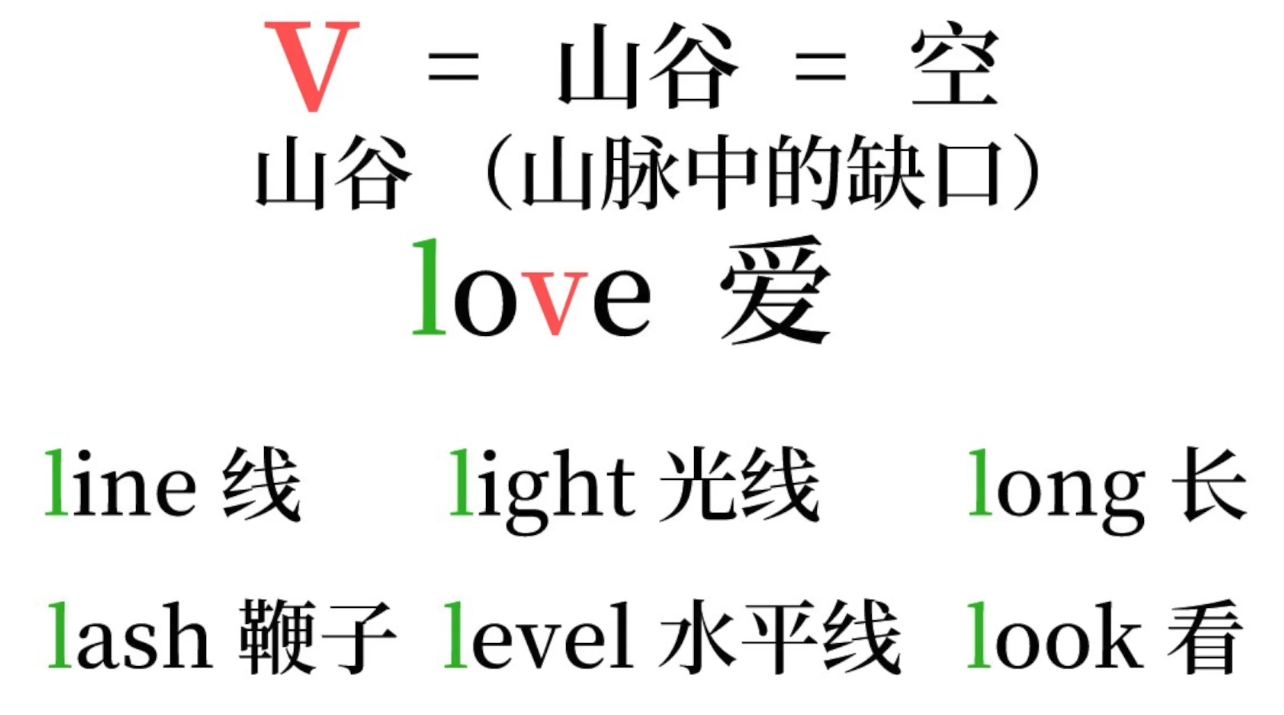 V = 山谷 = 空
山谷 （山脉中的缺口）
love 爱
line 线 light 光线 long 长
lash 鞭子 level 水平线 look 看